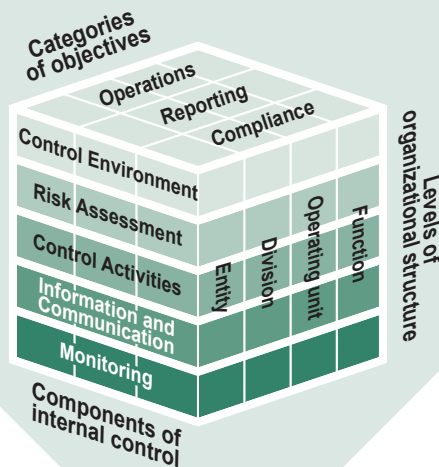 Categories
of objectives
Operations
Reporting
Compliance
Control Environment
Risk Assessment
Control Activities
Information and
Communication
Monitoring
Entity
Division
Operating unit
Function
Levels of
organizational structure
Components of
internal control